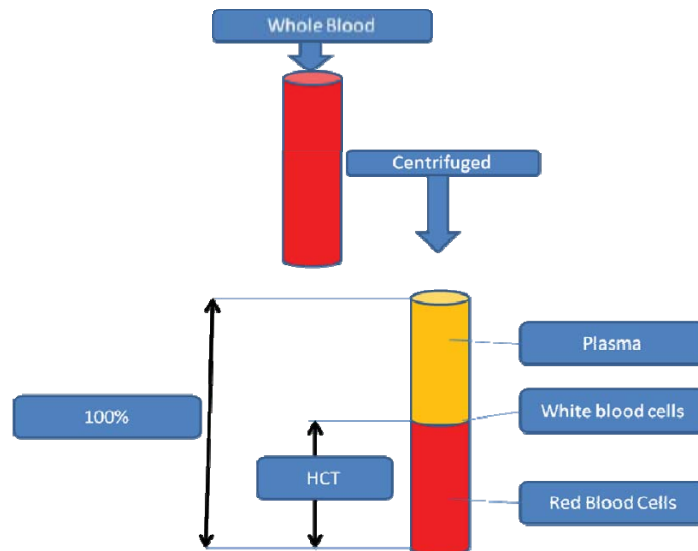 Whole Blood
Centrifuged
Plasma
100%
White blood cells
HCT
Red Blood Cells